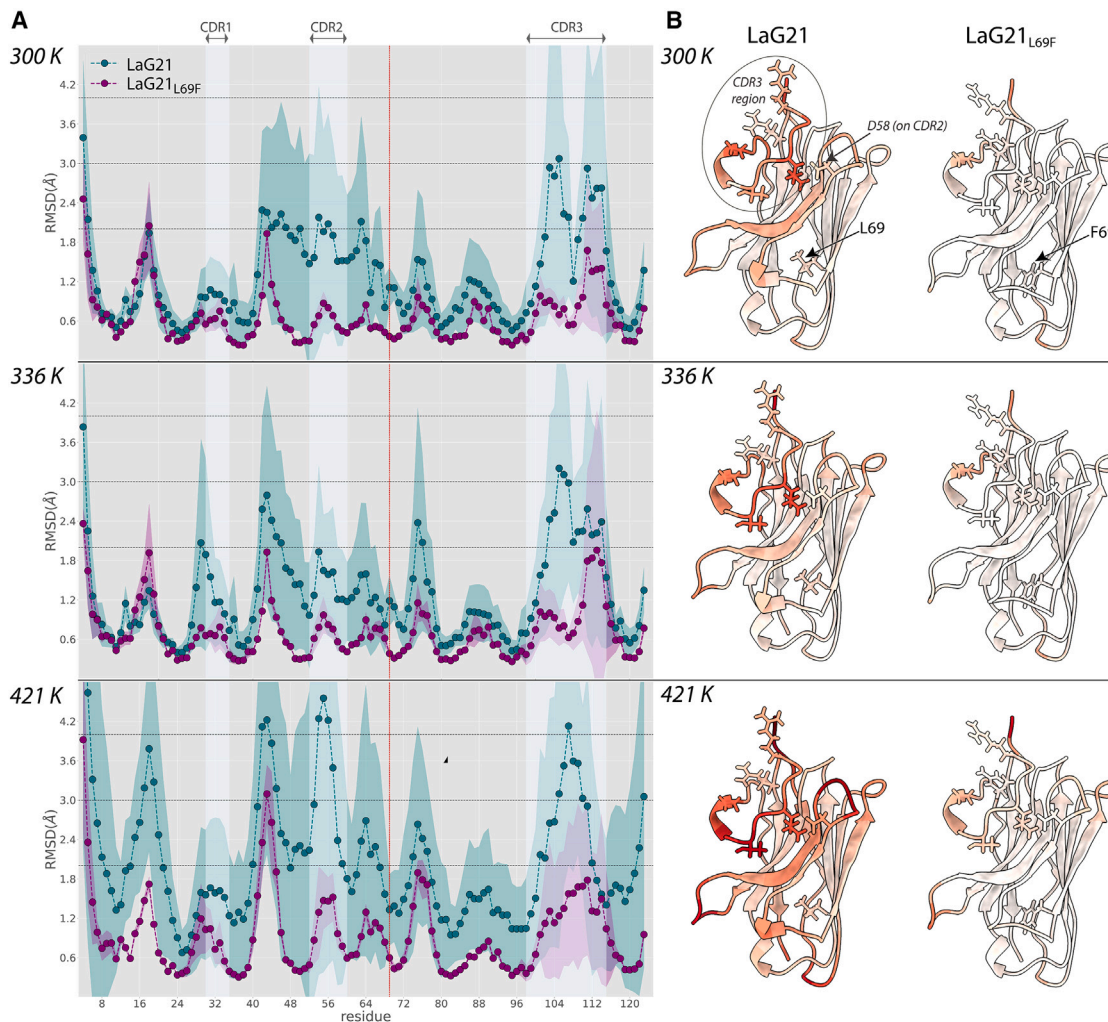 A
CDR1
CDR2
CDR3
300 K
LaG21
LaG21L69F
4.2
3.6
3.0
2.4
1.8
1.2
0.6
RMSD(Å)
336 K
4.2
3.6
3.0
2.4
1.8
1.2
0.6
RMSD(Å)
421 K
4.2
3.6
3.0
2.4
1.8
1.2
0.6
RMSD(Å)
8 16 24 32 40 48 56 64 72 80 88 96 104 112 120
residue
B
LaG21
LaG21L69F
300 K
CDR3
region
D58 (on CDR2)
L69
F6
336 K
421 K